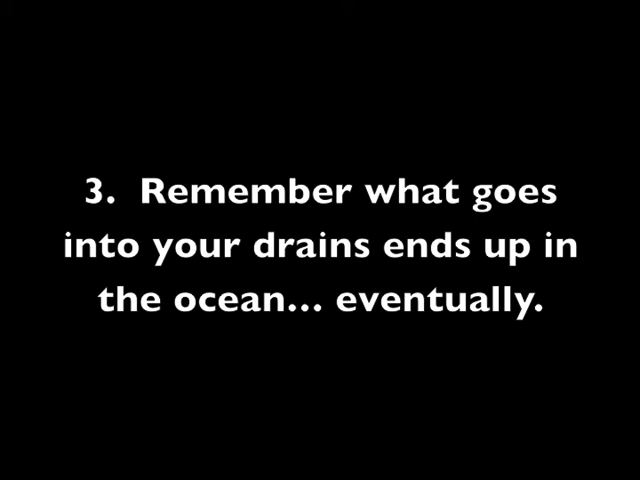 3.  Remember what goes
into your drains ends up in
the ocean... eventually.